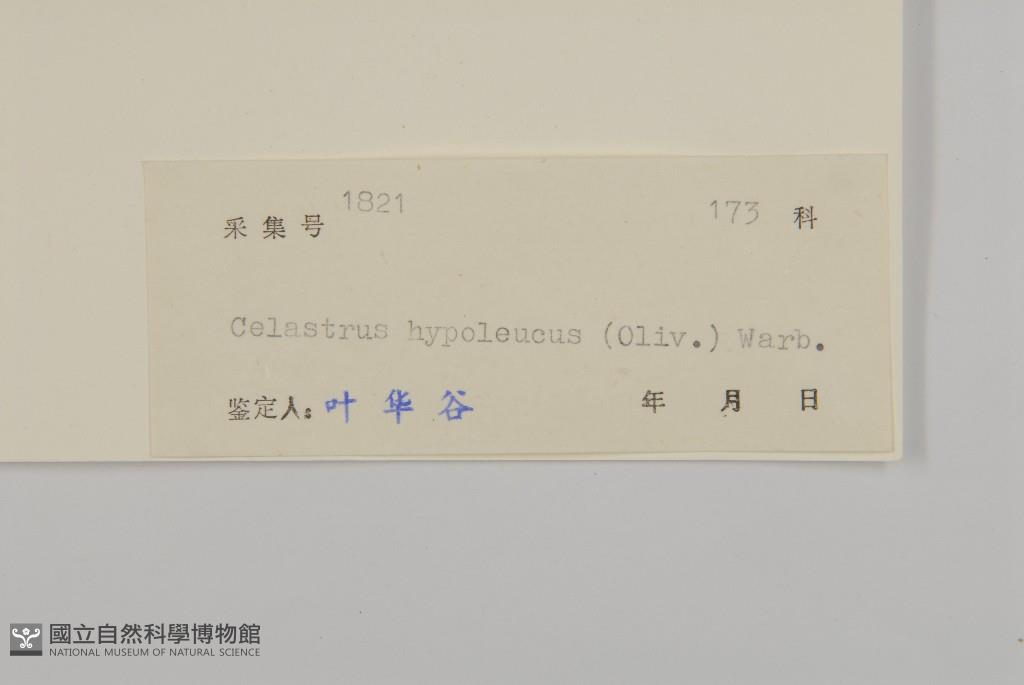 采集号 1821 173 科
Celastrus hypoleucus (Oliv.) Warb.
鉴定人: 叶华谷 年 月 日
國立自然科學博物館
NATIONAL MUSEUM OF NATURAL SCIENCE